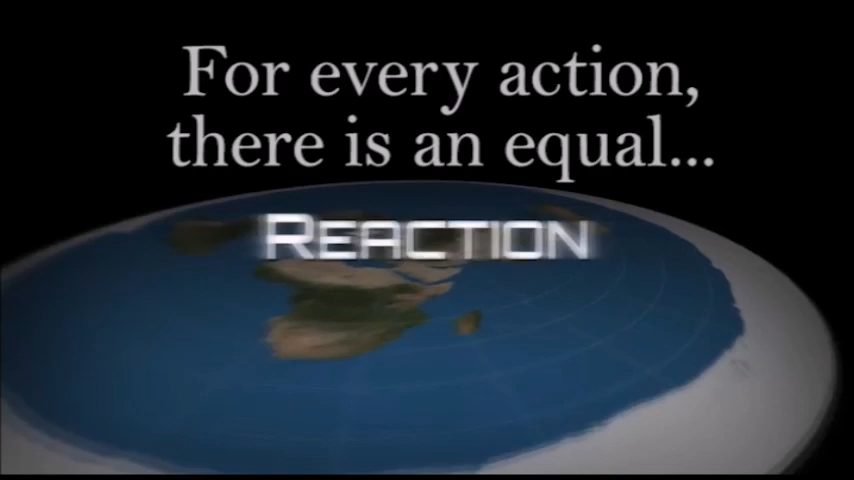 For every action,
there is an equal...
REACTION